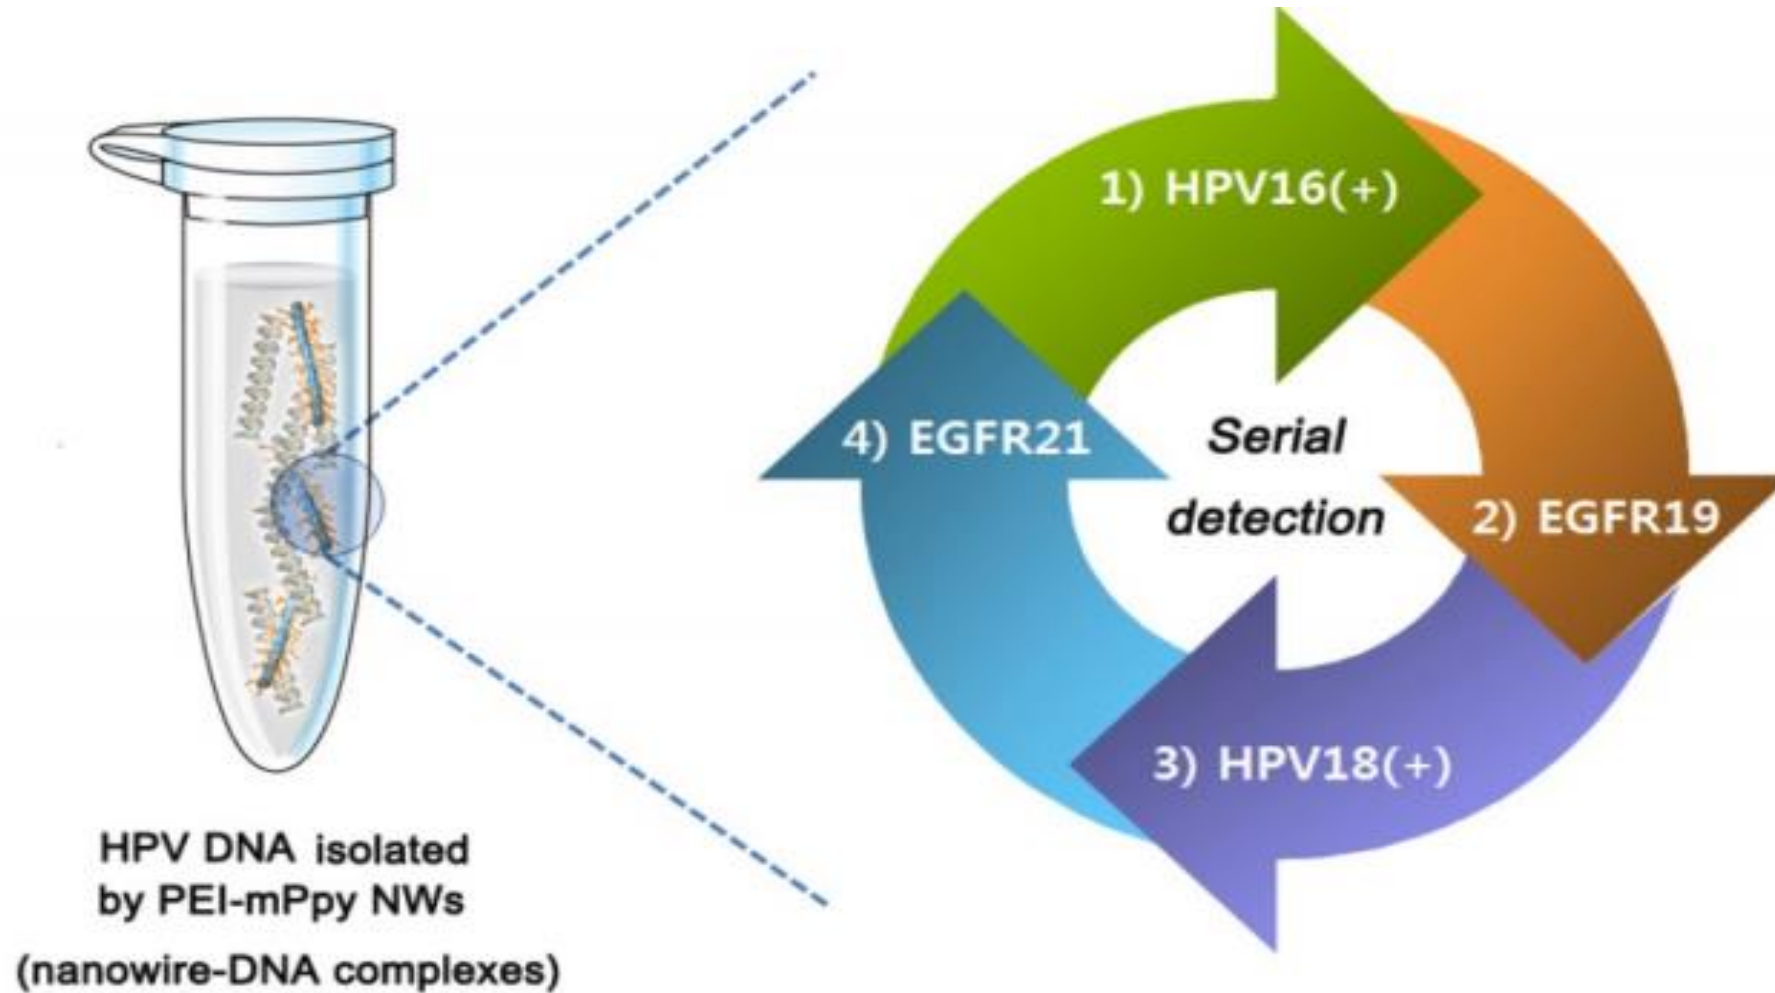 1) HPV16(+)
2) EGFR19
3) HPV18(+)
4) EGFR21
Serial
detection
HPV DNA isolated
by PEI-mPpy NWs
(nanowire-DNA complexes)